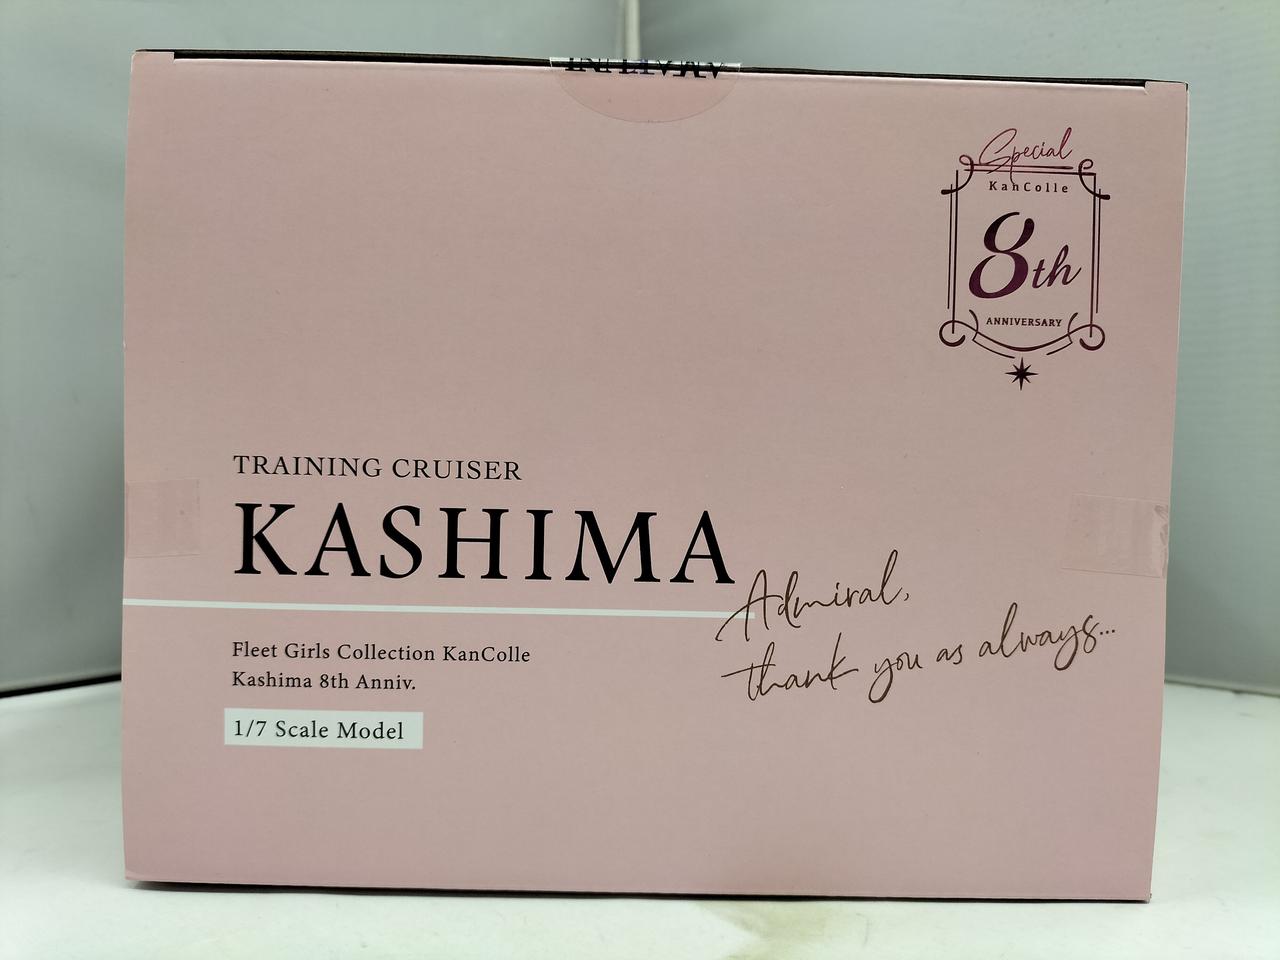 Special
KanColle
8th
ANNIVERSARY
TRAINING CRUISER
KASHIMA
Admiral,
thank you as always...
Fleet Girls Collection KanColle
Kashima 8th Anniv.
1/7 Scale Model